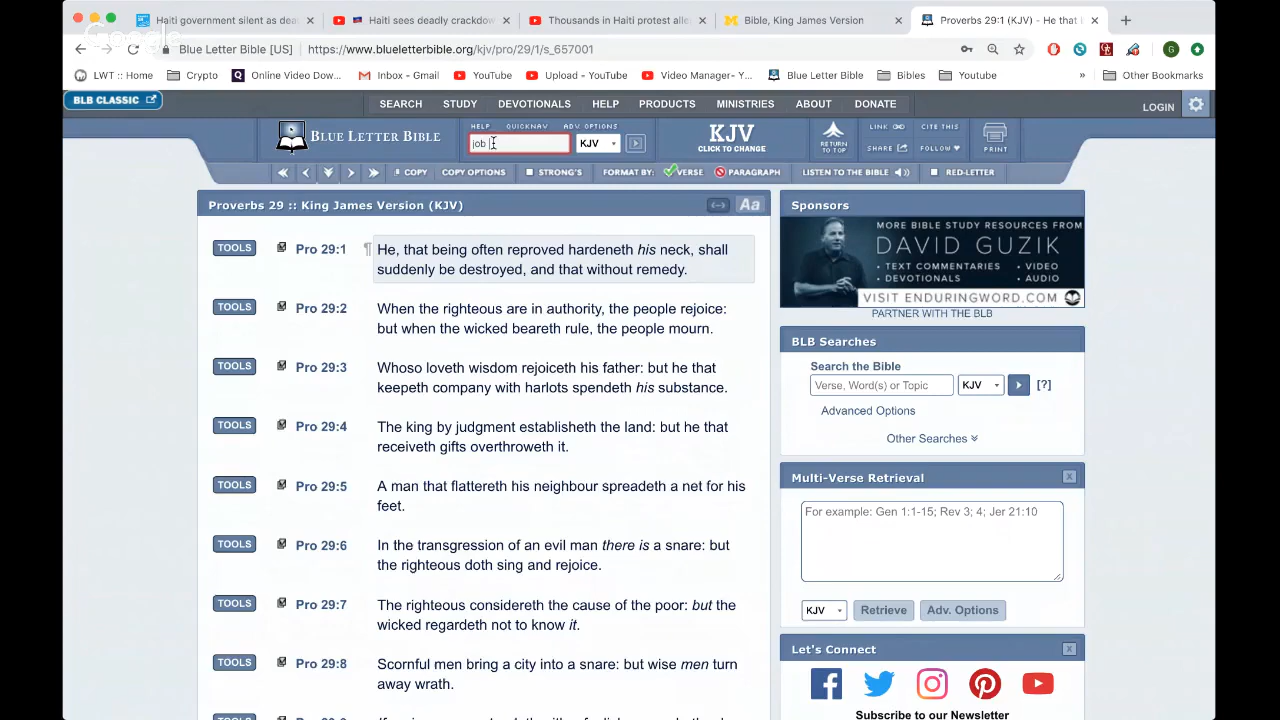 Haiti government silent as dea
Haiti sees deadly crackdow
Thousands in Haiti protest alle
Bible, King James Version
Proverbs 29:1 (KJV) - He that i
Google
Blue Letter Bible [US]
https://www.blueletterbible.org/kjv/pro/29/1/s_657001
G
LWT :: Home
Crypto
Online Video Dow...
Inbox - Gmail
YouTube
Upload - YouTube
Video Manager- Y...
Blue Letter Bible
Bibles
Youtube
»
Other Bookmarks
BLB CLASSIC
SEARCH STUDY DEVOTIONALS HELP PRODUCTS MINISTRIES ABOUT DONATE
LOGIN
BLUE LETTER BIBLE
HELP QUICKNAV ADV. OPTIONS
job
KJV
KJV
CLICK TO CHANGE
RETURN
TO TOP
LINK
CITE THIS
SHARE
FOLLOW
PRINT
COPY COPY OPTIONS STRONG'S FORMAT BY: VERSE PARAGRAPH LISTEN TO THE BIBLE RED-LETTER
Proverbs 29 :: King James Version (KJV)
Aa
TOOLS Pro 29:1 ¶ He, that being often reproved hardeneth his neck, shall
suddenly be destroyed, and that without remedy.
TOOLS Pro 29:2 When the righteous are in authority, the people rejoice:
but when the wicked beareth rule, the people mourn.
TOOLS Pro 29:3 Whoso loveth wisdom rejoiceth his father: but he that
keepeth company with harlots spendeth his substance.
TOOLS Pro 29:4 The king by judgment establisheth the land: but he that
receiveth gifts overthroweth it.
TOOLS Pro 29:5 A man that flattereth his neighbour spreadeth a net for his
feet.
TOOLS Pro 29:6 In the transgression of an evil man there is a snare: but
the righteous doth sing and rejoice.
TOOLS Pro 29:7 The righteous considereth the cause of the poor: but the
wicked regardeth not to know it.
TOOLS Pro 29:8 Scornful men bring a city into a snare: but wise men turn
away wrath.
Sponsors
MORE BIBLE STUDY RESOURCES FROM
DAVID GUZIK
• TEXT COMMENTARIES • VIDEO
• DEVOTIONALS • AUDIO
VISIT ENDURINGWORD.COM
PARTNER WITH THE BLB
BLB Searches
Search the Bible
Verse, Word(s) or Topic
KJV
[?]
Advanced Options
Other Searches
Multi-Verse Retrieval
For example: Gen 1:1-15; Rev 3; 4; Jer 21:10
KJV
Retrieve
Adv. Options
Let's Connect
Subscribe to our Newsletter